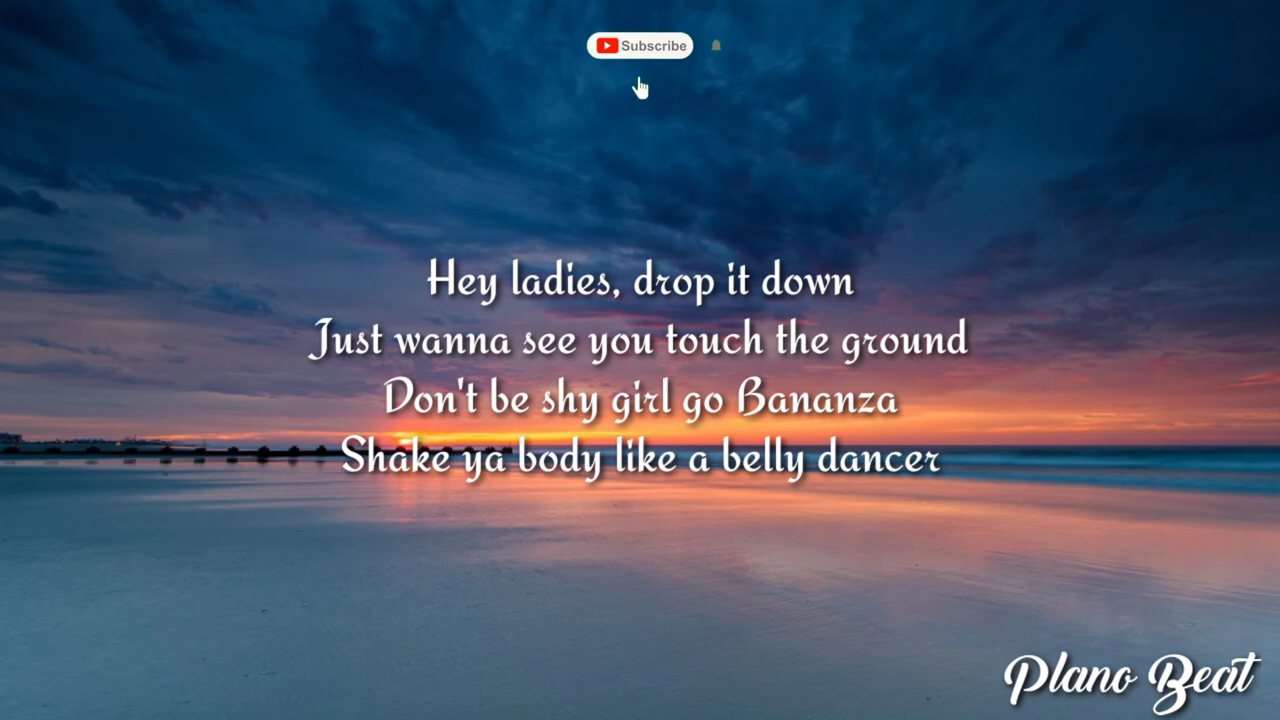 Subscribe
Hey ladies, drop it down
Just wanna see you touch the ground
Don't be shy girl go Bananza
Shake ya body like a belly dancer
Plano Beat